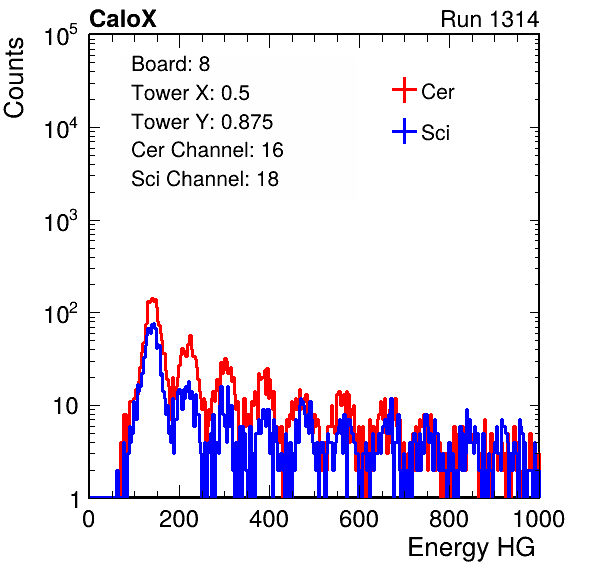 CaloX Run 1314
Counts
Board: 8
Tower X: 0.5
Tower Y: 0.875
Cer Channel: 16
Sci Channel: 18
Cer
Sci
10^5
10^4
10^3
10^2
10
1
0 200 400 600 800 1000
Energy HG